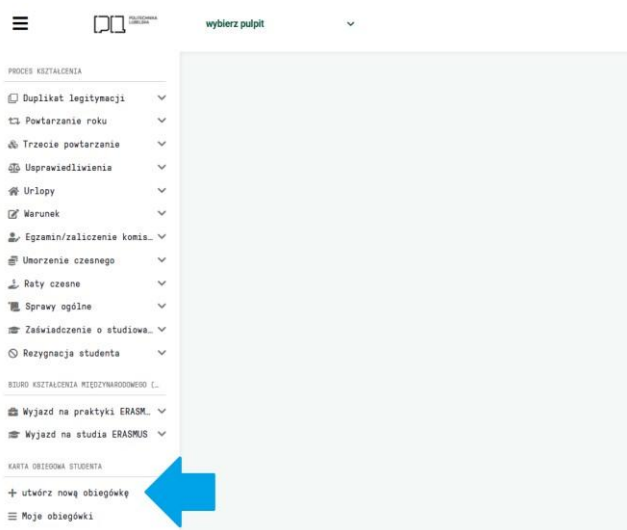 POLITECHNIKA
LUBELSKA
wybierz pulpit
PROCES KSZTAŁCENIA
Duplikat legitymacji
Powtarzanie roku
Trzecie powtarzanie
Usprawiedliwienia
Urlopy
Warunek
Egzamin/zaliczenie komis…
Umorzenie czesnego
Raty czesne
Sprawy ogólne
Zaświadczenie o studiowa…
Rezygnacja studenta
BIURO KSZTAŁCENIA MIĘDZYNARODOWEGO (…
Wyjazd na praktyki ERASM…
Wyjazd na studia ERASMUS
KARTA OBIEGOWA STUDENTA
utwórz nową obiegówkę
Moje obiegówki